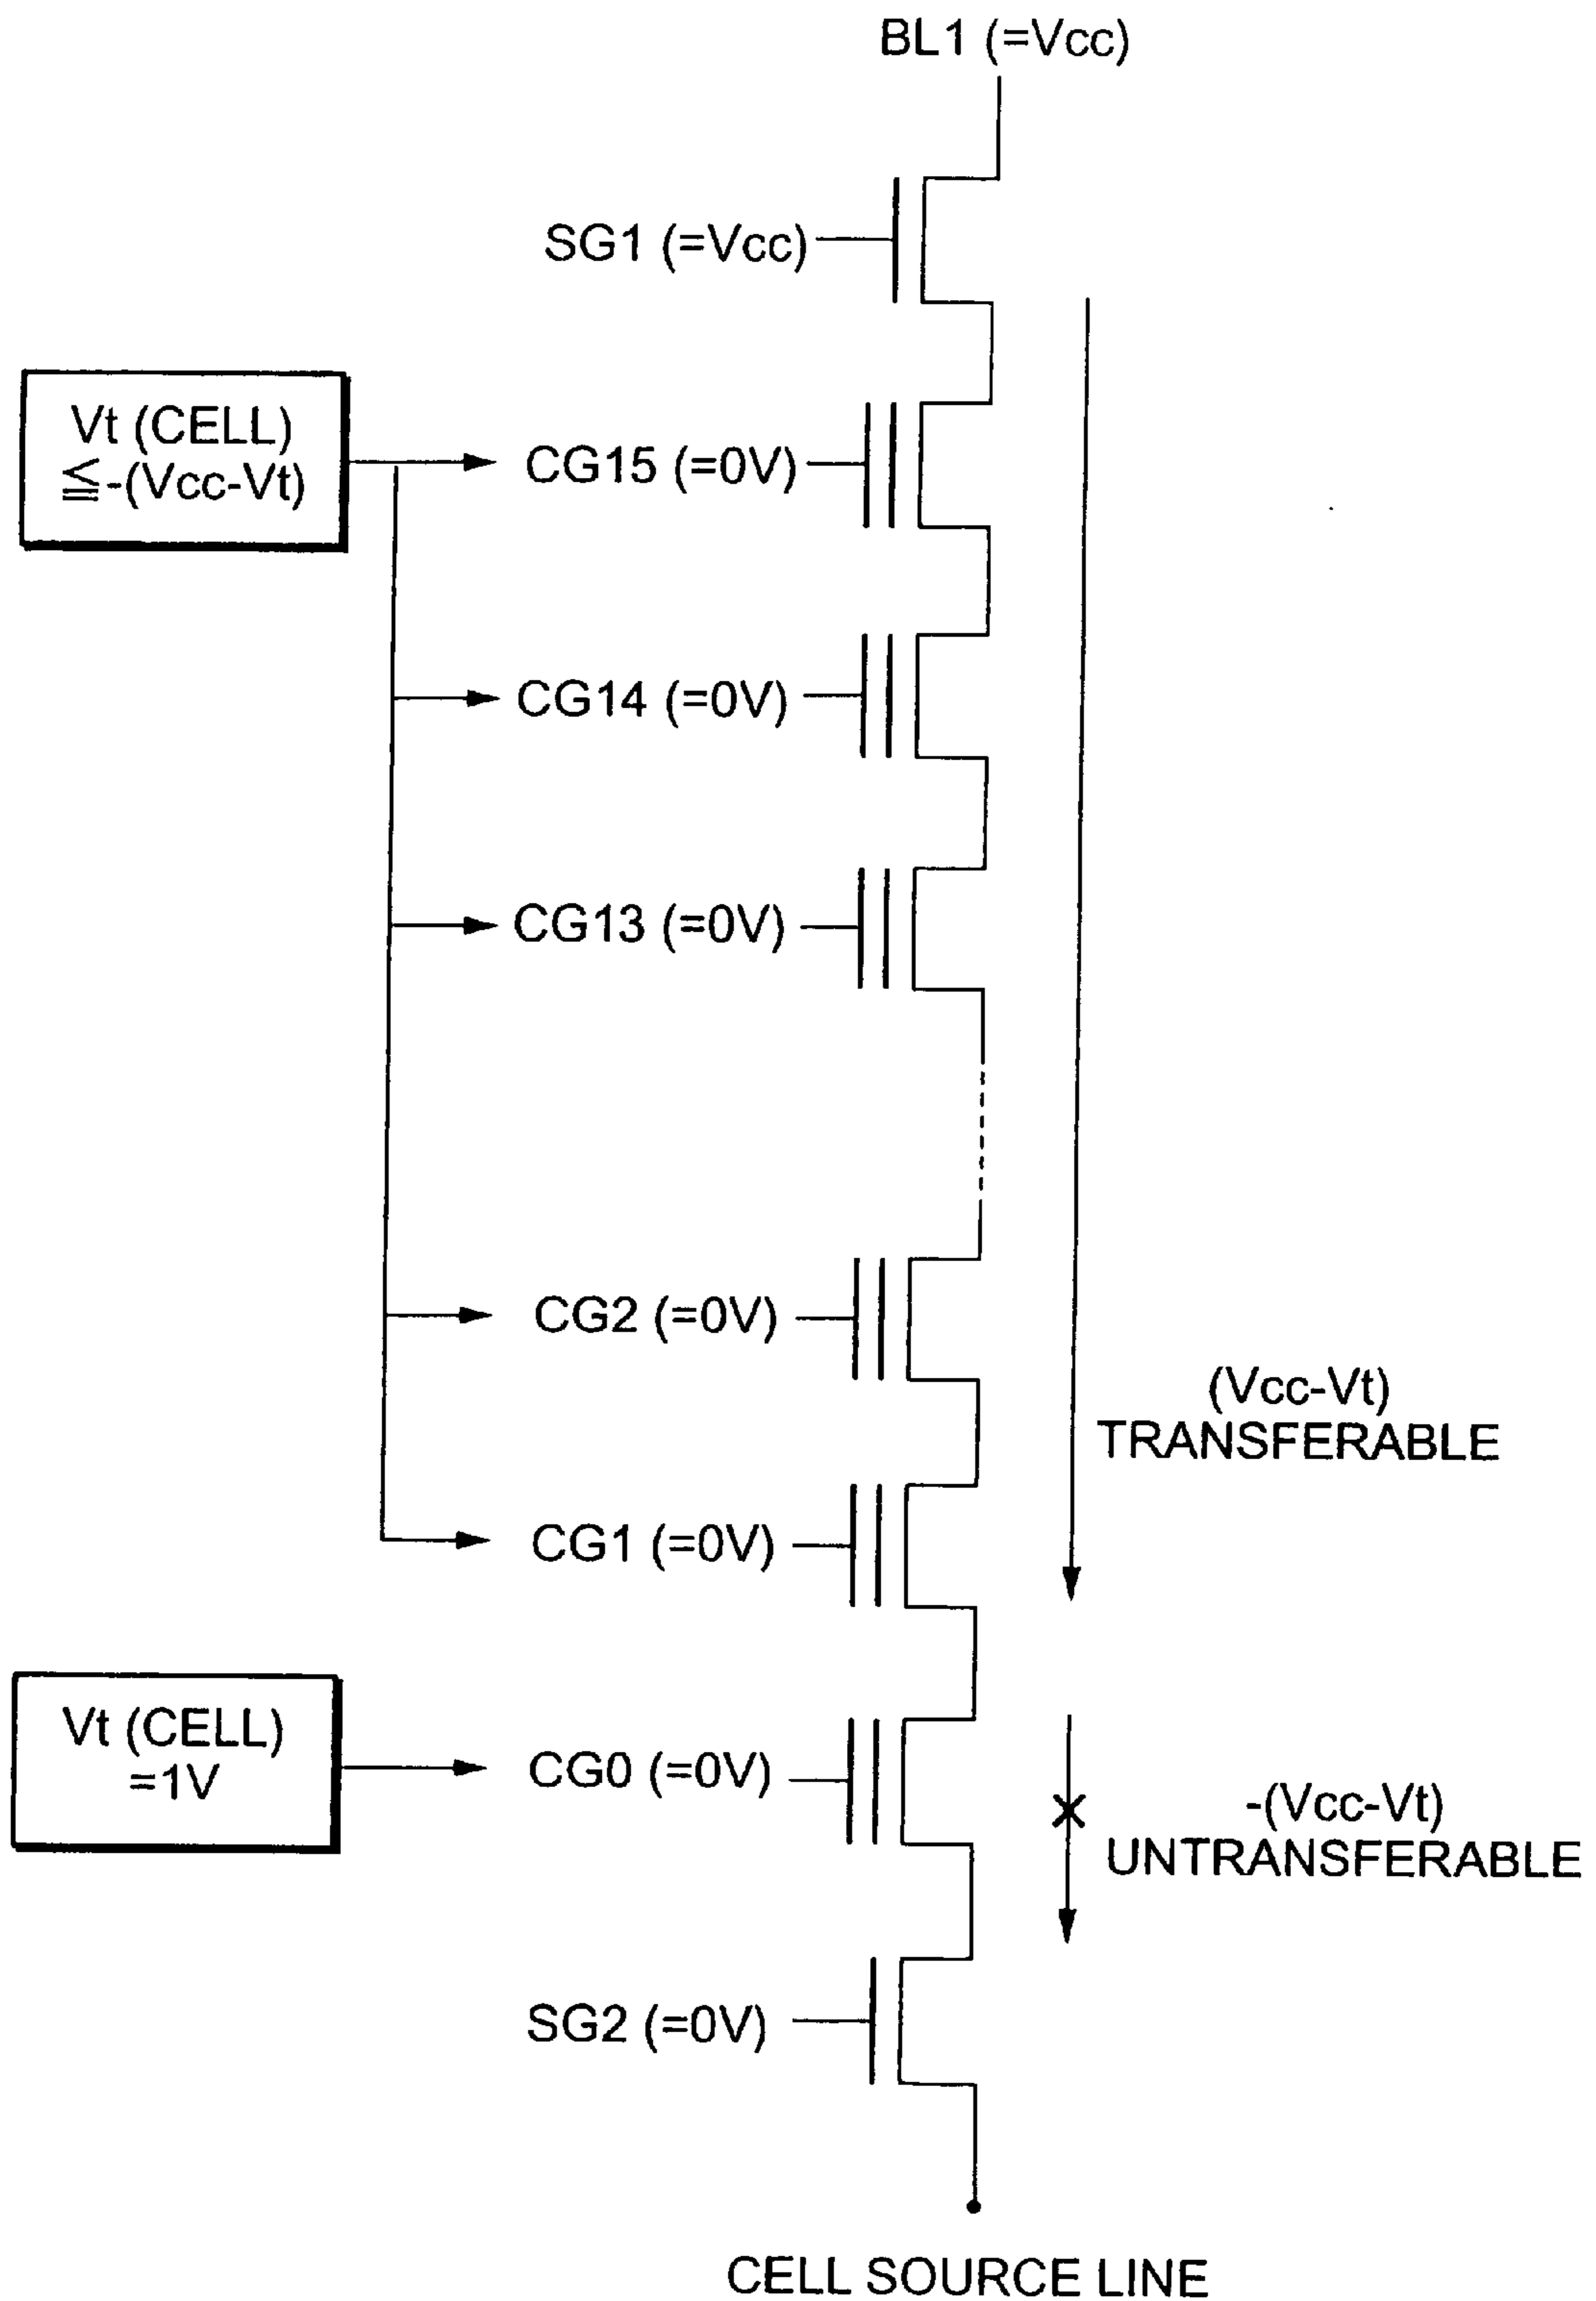 BL1 (=Vcc)
SG1 (=Vcc)
Vt (CELL)
≦-(Vcc-Vt)
CG15 (=0V)
CG14 (=0V)
CG13 (=0V)
CG2 (=0V)
(Vcc-Vt)
TRANSFERABLE
CG1 (=0V)
Vt (CELL)
=1V
CG0 (=0V)
-(Vcc-Vt)
UNTRANSFERABLE
SG2 (=0V)
CELL SOURCE LINE